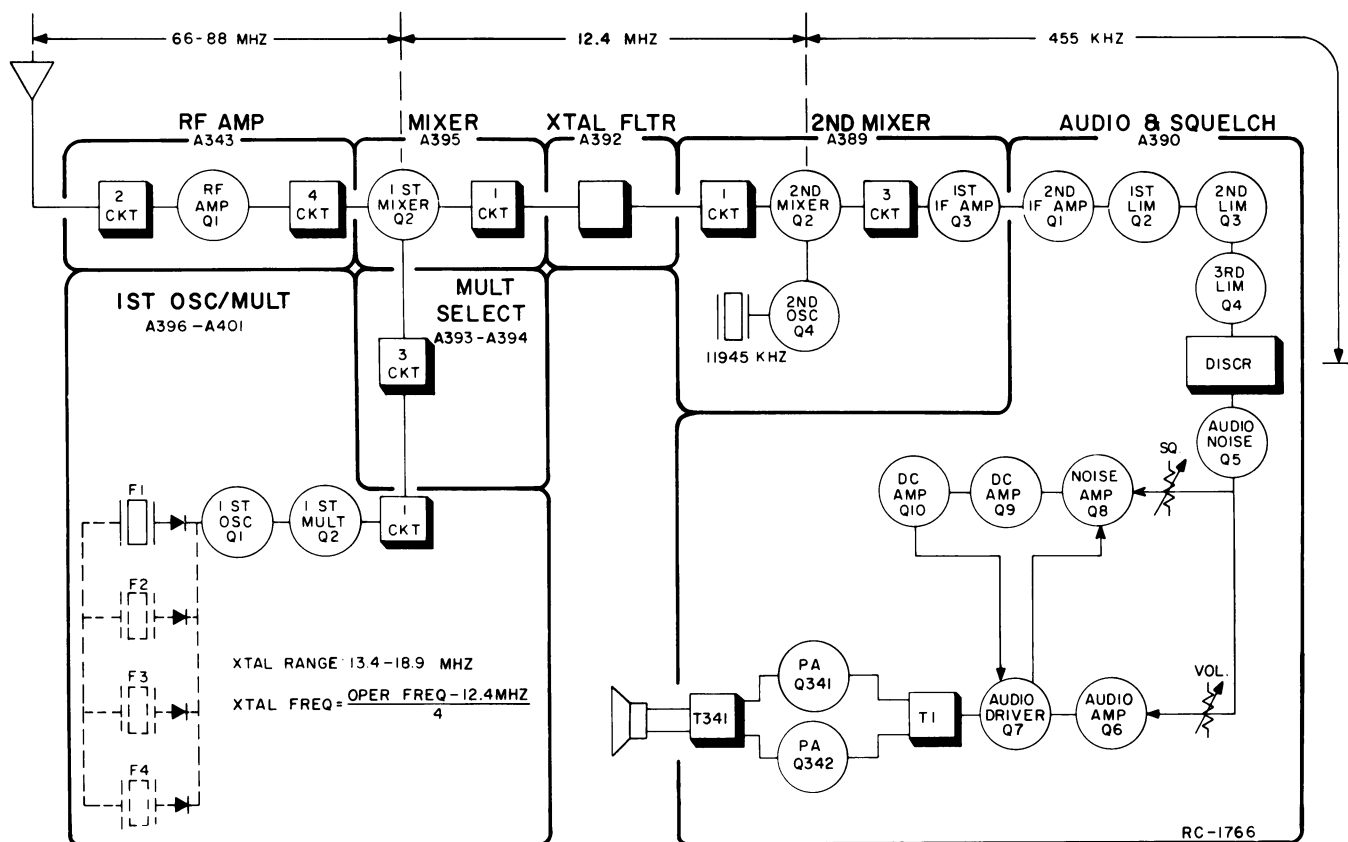 66-88 MHZ
12.4 MHZ
455 KHZ
RF AMP
A343
MIXER
A395
XTAL FLTR
A392
2ND MIXER
A389
AUDIO & SQUELCH
A390
2
CKT
RF
AMP
Q1
4
CKT
1 ST
MIXER
Q2
1
CKT
1
CKT
2ND
MIXER
Q2
3
CKT
1ST
IF AMP
Q3
2ND
IF AMP
Q1
1ST
LIM
Q2
2ND
LIM
Q3
3RD
LIM
Q4
1ST OSC/MULT
A396-A401
MULT
SELECT
A393-A394
3
CKT
2ND
OSC
Q4
11945 KHZ
DISCR
AUDIO
NOISE
Q5
SQ.
DC
AMP
Q10
DC
AMP
Q9
NOISE
AMP
Q8
F1
1 ST
OSC
Q1
1 ST
MULT
Q2
1
CKT
F2
F3
F4
XTAL RANGE 13.4-18.9 MHZ
XTAL FREQ = OPER FREQ-12.4MHZ
4
PA
Q341
PA
Q342
T341
T1
AUDIO
DRIVER
Q7
AUDIO
AMP
Q6
VOL.
RC-1766